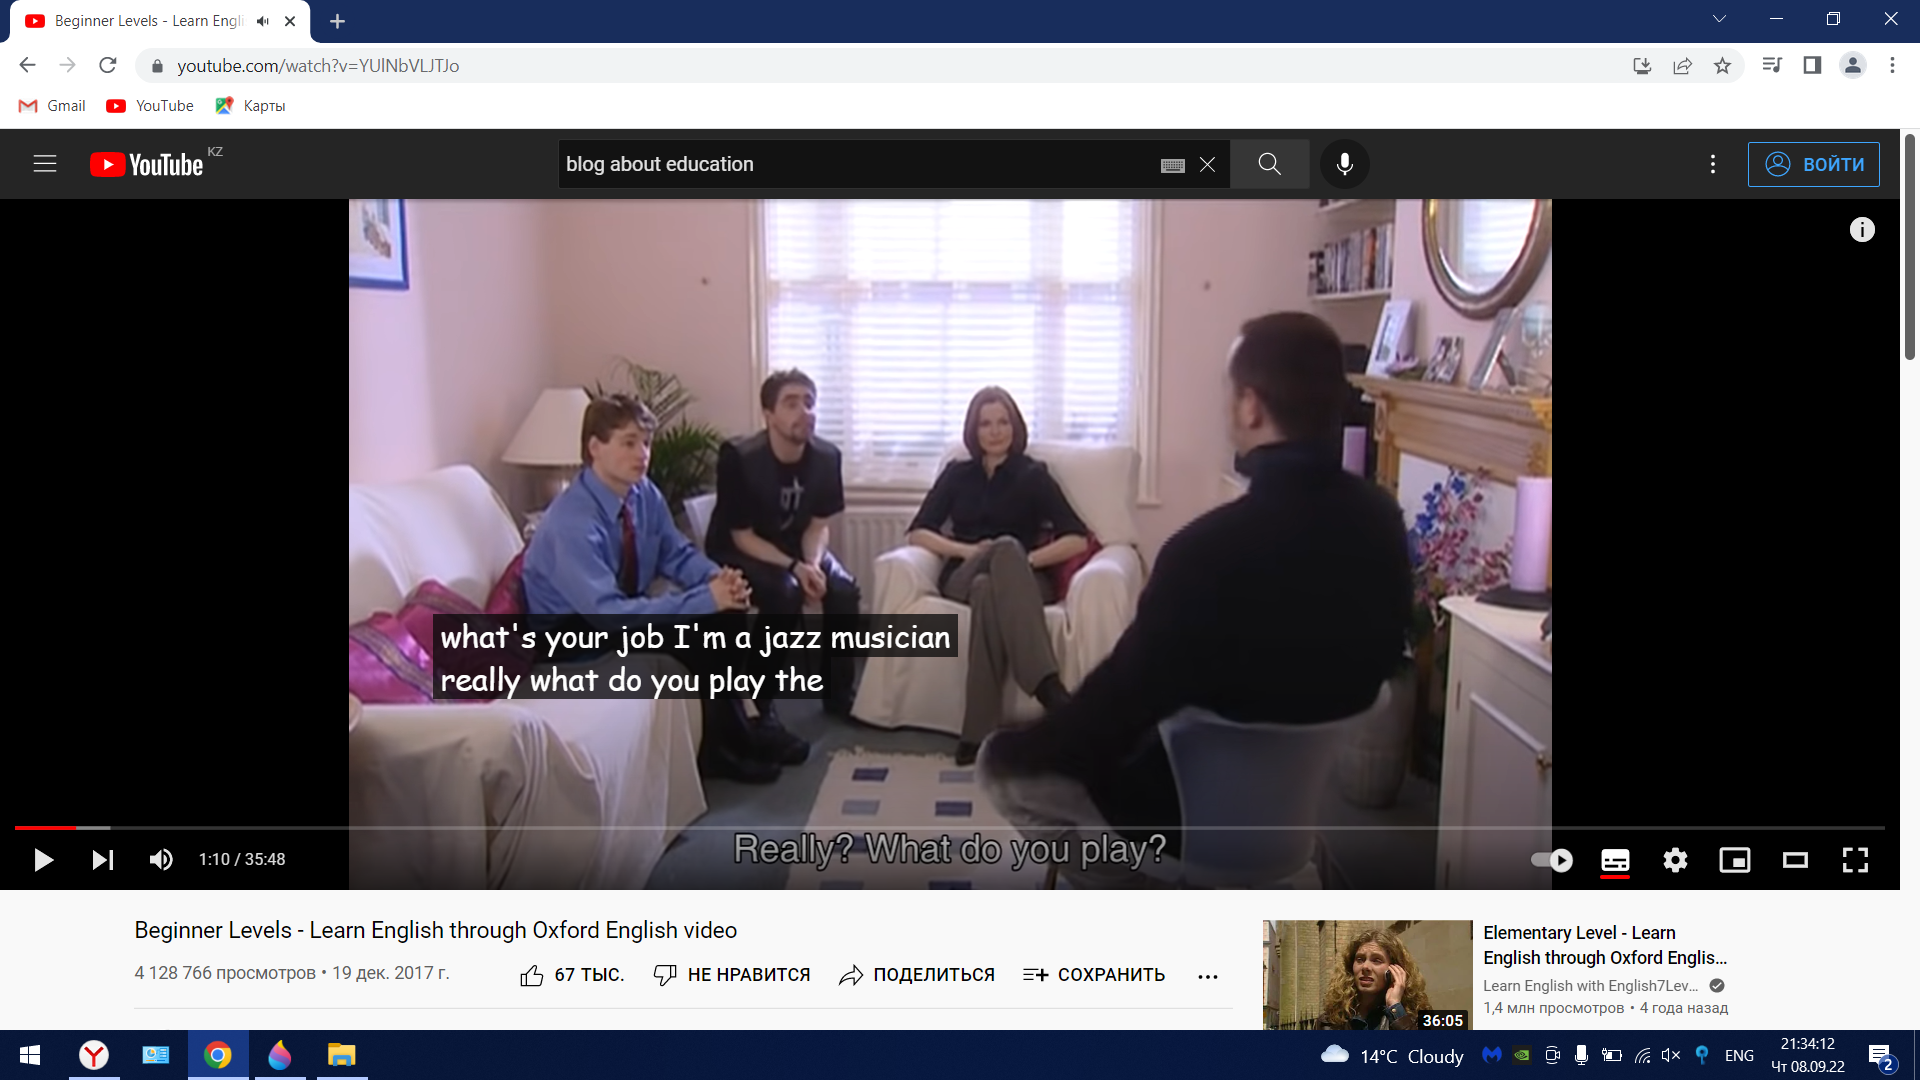 Beginner Levels - Learn Engli
youtube.com/watch?v=YUlNbVLJTJo
Gmail YouTube Карты
YouTube KZ
blog about education
ВОЙТИ
what's your job I'm a jazz musician
really what do you play the
Really? What do you play?
1:10 / 35:48
Beginner Levels - Learn English through Oxford English video
4 128 766 просмотров • 19 дек. 2017 г.
67 ТЫС. НЕ НРАВИТСЯ ПОДЕЛИТЬСЯ СОХРАНИТЬ
36:05
Elementary Level - Learn
English through Oxford Englis...
Learn English with English7Lev...
1,4 млн просмотров • 4 года назад
14°C Cloudy
ENG
21:34:12
Чт 08.09.22
2